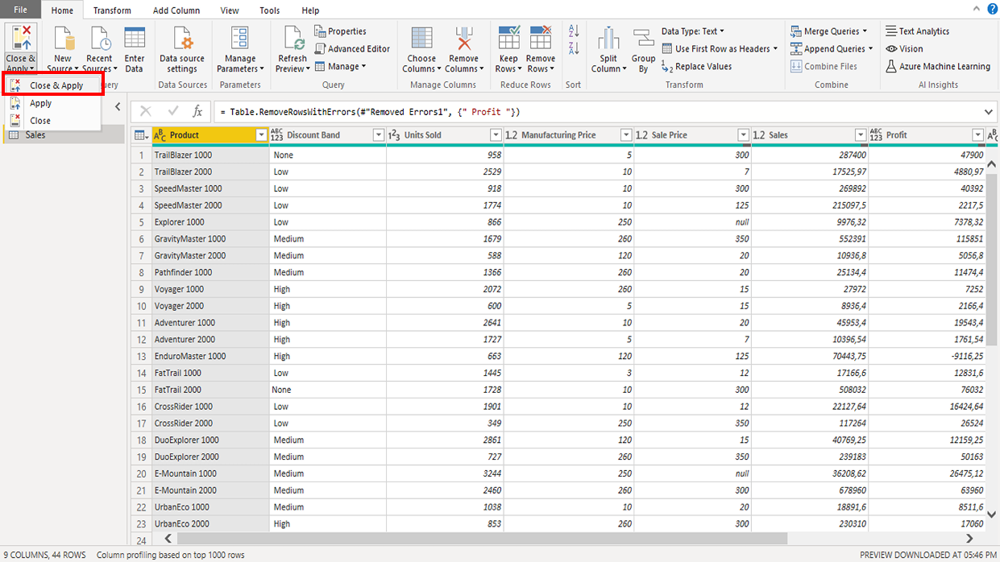 File Home Transform Add Column View Tools Help
Close & Apply
New Source
Recent Sources
Enter Data
Data source settings
Data Sources
Manage Parameters
Parameters
Refresh Preview
Properties
Advanced Editor
Manage
Query
Choose Columns
Remove Columns
Manage Columns
Keep Rows
Remove Rows
Reduce Rows
Sort
Split Column
Group By
Data Type: Text
Use First Row as Headers
Replace Values
Transform
Merge Queries
Append Queries
Combine Files
Combine
Text Analytics
Vision
Azure Machine Learning
AI Insights
Close & Apply
Apply
Close
Sales
fx = Table.RemoveRowsWithErrors(#"Removed Errors1", {" Profit "})
ABC Product ABC123 Discount Band 123 Units Sold 1.2 Manufacturing Price 1.2 Sale Price 1.2 Sales ABC123 Profit
1 TrailBlazer 1000 None 958 5 300 287400 47900
2 TrailBlazer 2000 Low 2529 10 7 17525,97 4880,97
3 SpeedMaster 1000 Low 918 10 300 269892 40392
4 SpeedMaster 2000 Low 1774 10 125 215097,5 2217,5
5 Explorer 1000 Low 866 250 null 9976,32 7378,32
6 GravityMaster 1000 Medium 1679 260 350 552391 115851
7 GravityMaster 2000 Medium 588 120 20 10936,8 5056,8
8 Pathfinder 1000 Medium 1366 260 20 25134,4 11474,4
9 Voyager 1000 High 2072 260 15 27972 7252
10 Voyager 2000 High 600 5 15 8936,4 2166,4
11 Adventurer 1000 High 2641 10 20 45953,4 19543,4
12 Adventurer 2000 High 1727 5 7 10396,54 1761,54
13 EnduroMaster 1000 High 663 120 125 70443,75 -9116,25
14 FatTrail 1000 Low 1445 3 12 17166,6 12831,6
15 FatTrail 2000 None 1728 10 300 508032 76032
16 CrossRider 1000 Low 1901 10 12 22127,64 16424,64
17 CrossRider 2000 Low 349 250 350 117264 26524
18 DuoExplorer 1000 Medium 2861 120 15 40769,25 12159,25
19 DuoExplorer 2000 Medium 727 260 350 239183 50163
20 E-Mountain 1000 Medium 3244 250 null 36208,62 26475,12
21 E-Mountain 2000 Medium 2460 260 300 678960 63960
22 UrbanEco 1000 Medium 1038 10 20 18891,6 8511,6
23 UrbanEco 2000 High 853 260 300 230310 17060
24
9 COLUMNS, 44 ROWS Column profiling based on top 1000 rows PREVIEW DOWNLOADED AT 05:46 PM